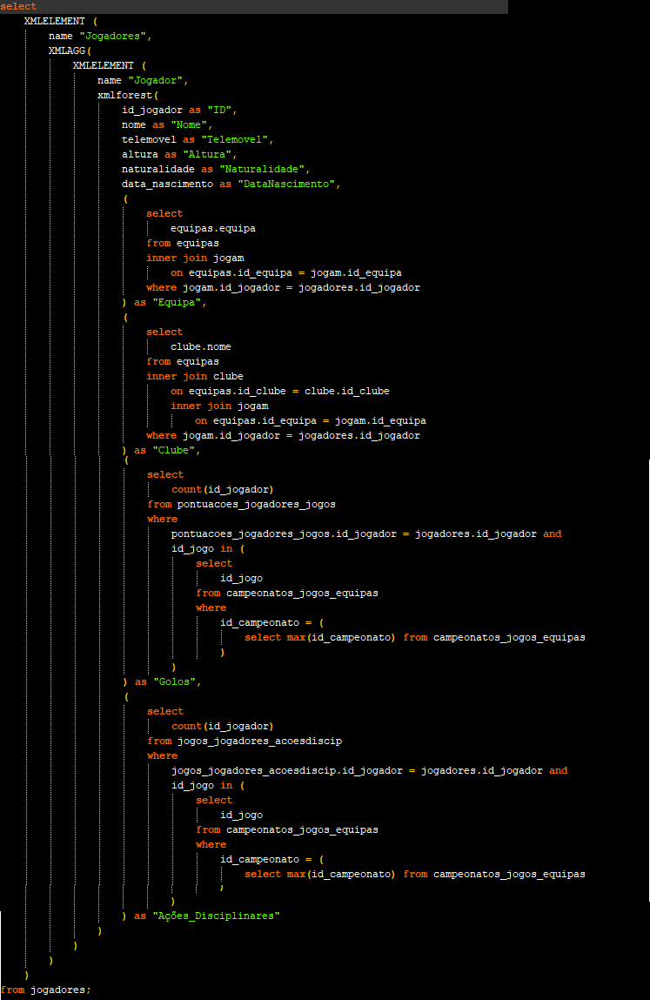 select
XMLELEMENT (
name "Jogadores",
XMLAGG(
XMLELEMENT (
name "Jogador",
xmlforest(
id_jogador as "ID",
nome as "Nome",
telemovel as "Telemovel",
altura as "Altura",
naturalidade as "Naturalidade",
data_nascimento as "DataNascimento",
(
select
equipas.equipa
from equipas
inner join jogam
on equipas.id_equipa = jogam.id_equipa
where jogam.id_jogador = jogadores.id_jogador
) as "Equipa",
(
select
clube.nome
from equipas
inner join clube
on equipas.id_clube = clube.id_clube
inner join jogam
on equipas.id_equipa = jogam.id_equipa
where jogam.id_jogador = jogadores.id_jogador
) as "Clube",
(
select
count(id_jogador)
from pontuacoes_jogadores_jogos
where
pontuacoes_jogadores_jogos.id_jogador = jogadores.id_jogador and
id_jogo in (
select
id_jogo
from campeonatos_jogos_equipas
where
id_campeonato = (
select max(id_campeonato) from campeonatos_jogos_equipas
)
)
) as "Golos",
(
select
count(id_jogador)
from jogos_jogadores_acoesdiscip
where
jogos_jogadores_acoesdiscip.id_jogador = jogadores.id_jogador and
id_jogo in (
select
id_jogo
from campeonatos_jogos_equipas
where
id_campeonato = (
select max(id_campeonato) from campeonatos_jogos_equipas
)
)
) as "Ações_Disciplinares"
)
)
)
)
from jogadores;